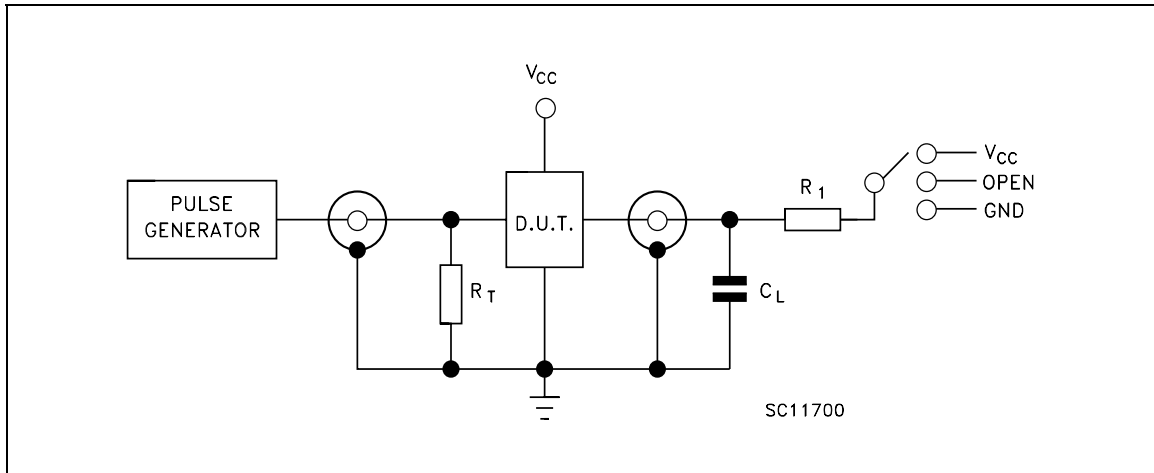 VCC
PULSE
GENERATOR
D.U.T.
RT
CL
R1
VCC
OPEN
GND
SC11700